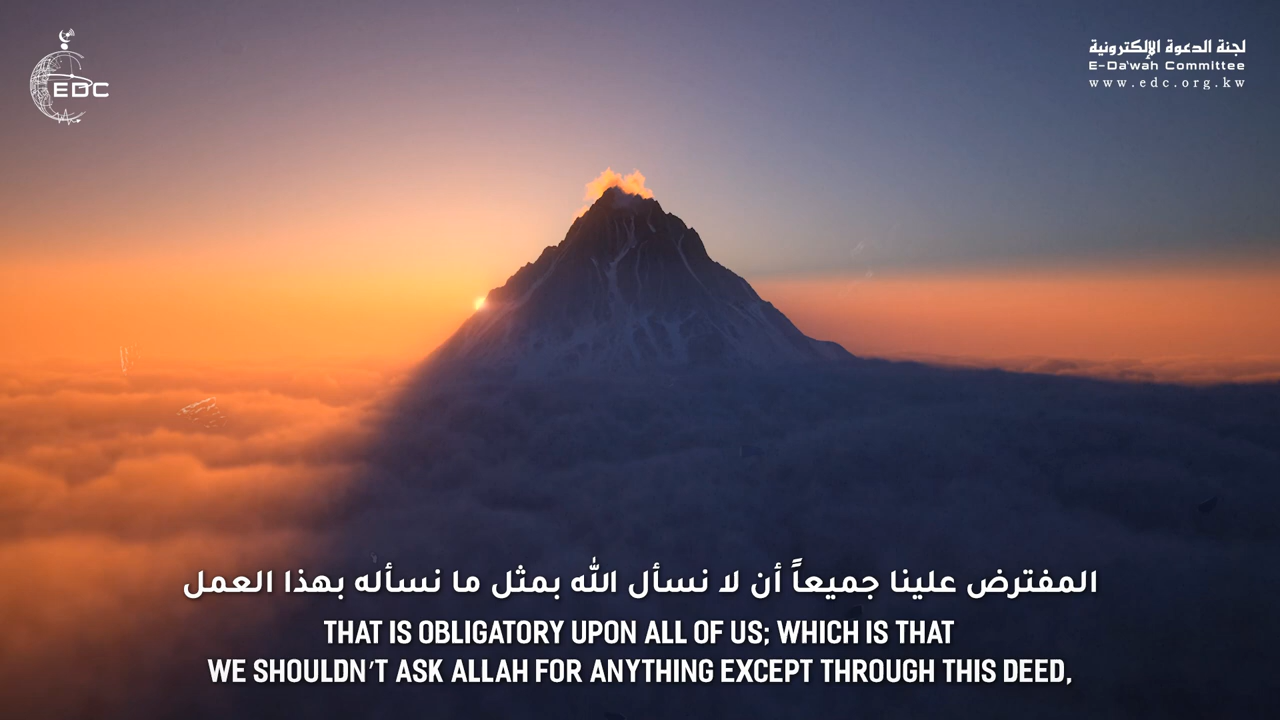 EDC
لجنة الدعوة الإلكترونية
E-Da'wah Committee
www.edc.org.kw
المفترض علينا جميعاً أن لا نسأل الله بمثل ما نسأله بهذا العمل
THAT IS OBLIGATORY UPON ALL OF US; WHICH IS THAT
WE SHOULDN'T ASK ALLAH FOR ANYTHING EXCEPT THROUGH THIS DEED,